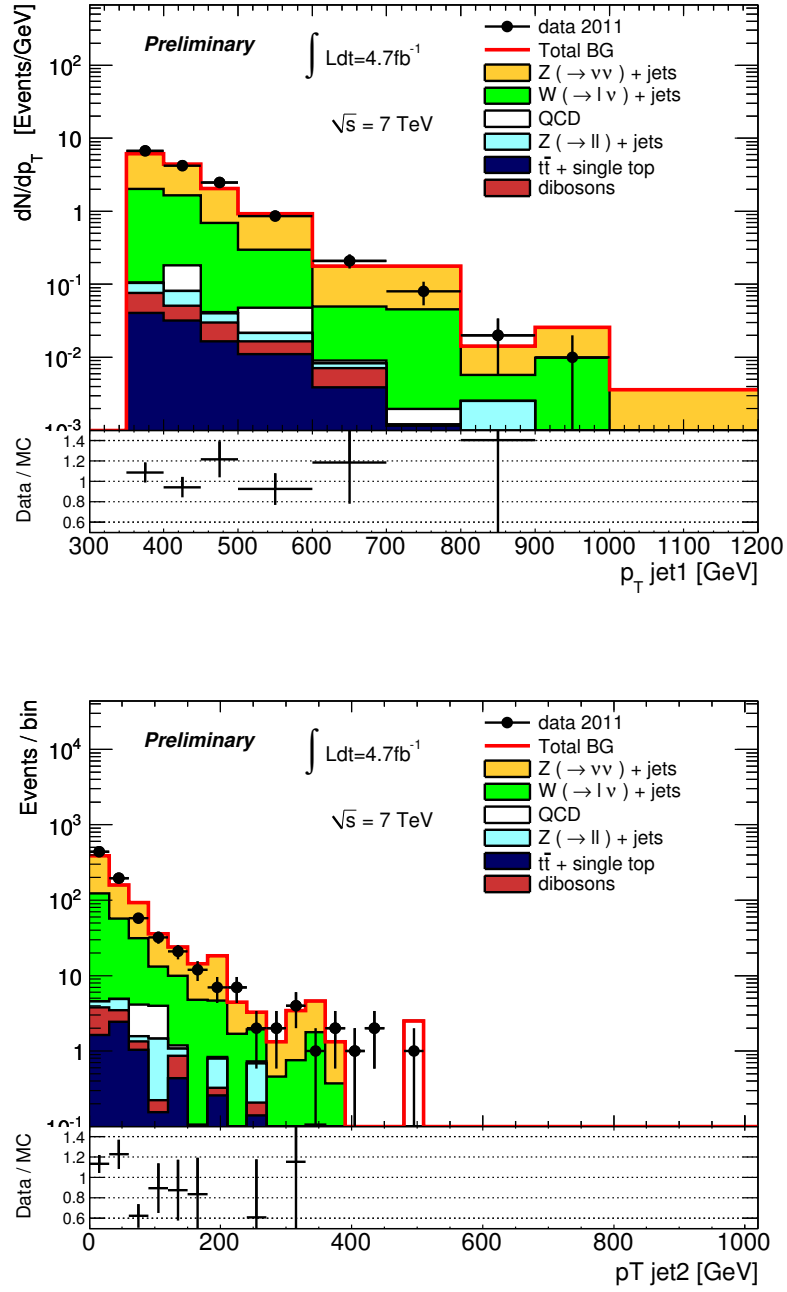 data 2011
Total BG
Z ( → νν) + jets
W ( → l ν) + jets
QCD
Z ( → ll) + jets
tt̄ + single top
dibosons
Preliminary
∫ Ldt=4.7fb⁻¹
√s = 7 TeV
dN/dp_T [Events/GeV]
10²
10
1
10⁻¹
10⁻²
10⁻³
Data / MC
1.4
1.2
1
0.8
0.6
300 400 500 600 700 800 900 1000 1100 1200
p_T jet1 [GeV]
data 2011
Total BG
Z ( → νν) + jets
W ( → l ν) + jets
QCD
Z ( → ll) + jets
tt̄ + single top
dibosons
Preliminary
∫ Ldt=4.7fb⁻¹
√s = 7 TeV
Events / bin
10⁴
10³
10²
10
1
10⁻¹
Data / MC
1.4
1.2
1
0.8
0.6
0 200 400 600 800 1000
pT jet2 [GeV]